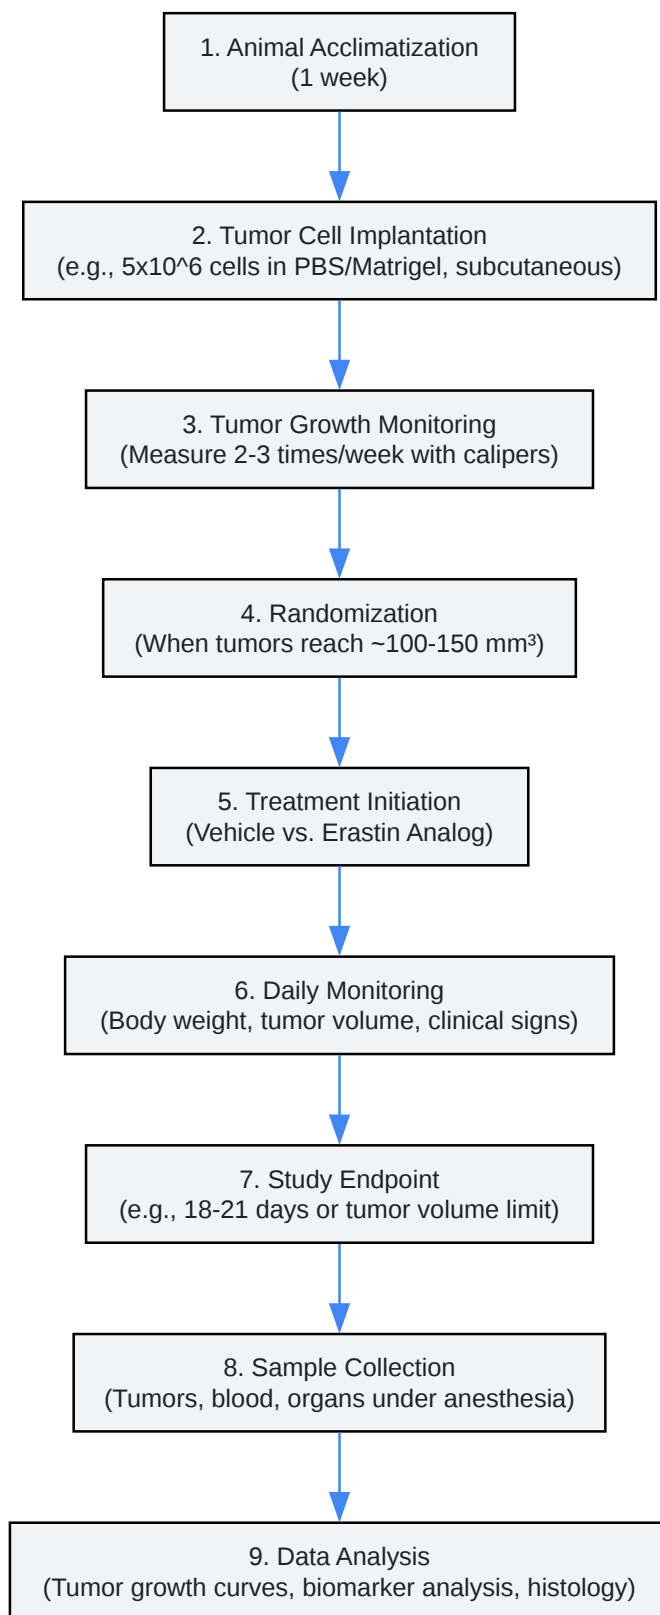 1. Animal Acclimatization
(1 week)
2. Tumor Cell Implantation
(e.g., 5x10^6 cells in PBS/Matrigel, subcutaneous)
3. Tumor Growth Monitoring
(Measure 2-3 times/week with calipers)
4. Randomization
(When tumors reach ~100-150 mm³)
5. Treatment Initiation
(Vehicle vs. Erastin Analog)
6. Daily Monitoring
(Body weight, tumor volume, clinical signs)
7. Study Endpoint
(e.g., 18-21 days or tumor volume limit)
8. Sample Collection
(Tumors, blood, organs under anesthesia)
9. Data Analysis
(Tumor growth curves, biomarker analysis, histology)